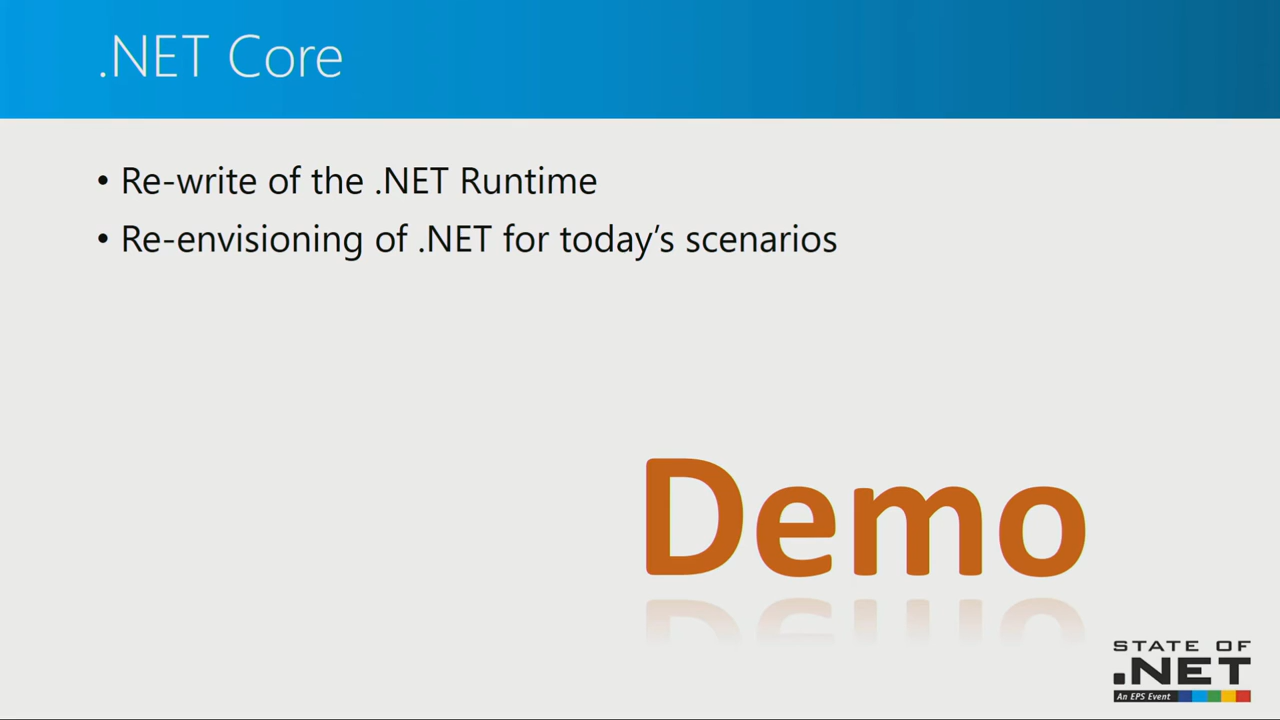 .NET Core
• Re-write of the .NET Runtime
• Re-envisioning of .NET for today's scenarios
Demo
STATE OF
.NET
An EPS Event